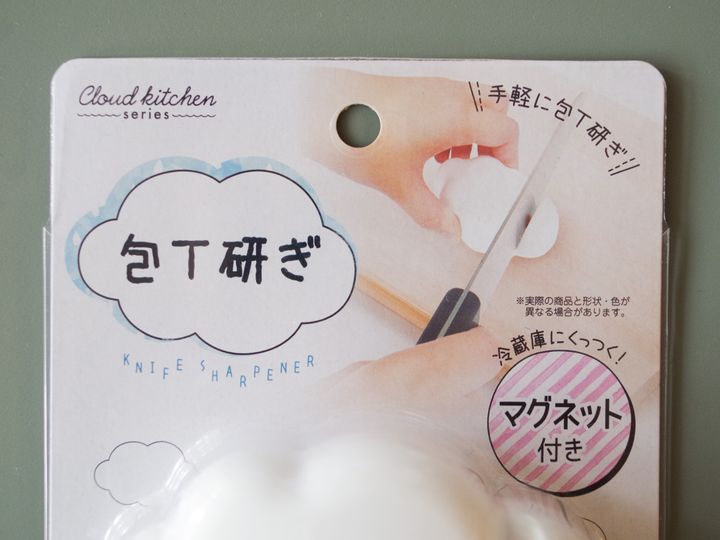 Cloud kitchen
series
手軽に包丁研ぎ
包丁研ぎ
KNIFE SHARPENER
※実際の商品と形状・色が
異なる場合があります。
冷蔵庫にくっつく!
マグネット
付き